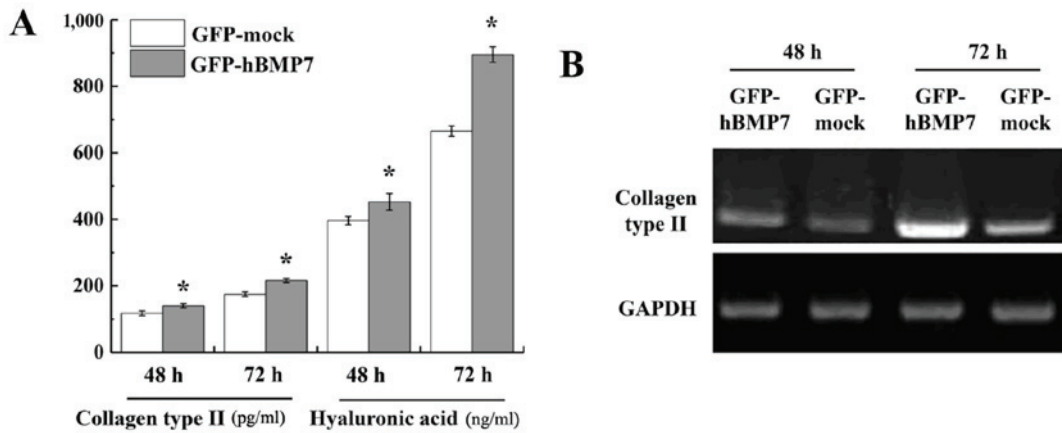 A
1,000
800
600
400
200
0
GFP-mock
GFP-hBMP7
*
*
*
*
48 h 72 h 48 h 72 h
Collagen type II (pg/ml) Hyaluronic acid (ng/ml)
B
48 h 72 h
GFP-hBMP7 GFP-mock GFP-hBMP7 GFP-mock
Collagen
type II
GAPDH